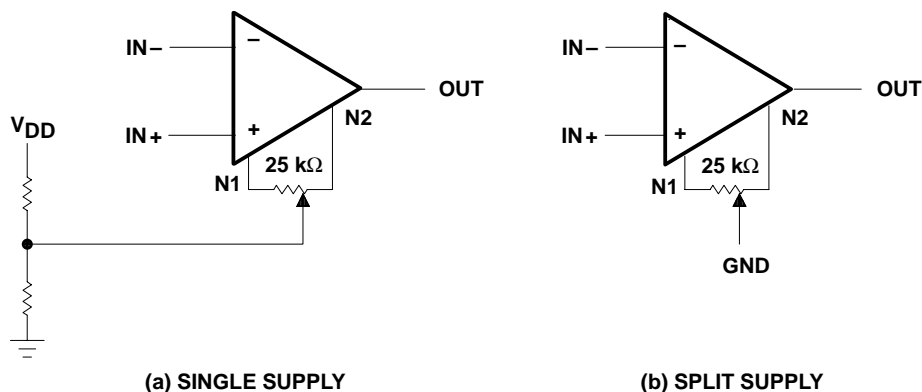 IN−
−
OUT
IN+
+
N2
25 kΩ
N1
VDD
(a) SINGLE SUPPLY
IN−
−
OUT
IN+
+
N2
25 kΩ
N1
GND
(b) SPLIT SUPPLY